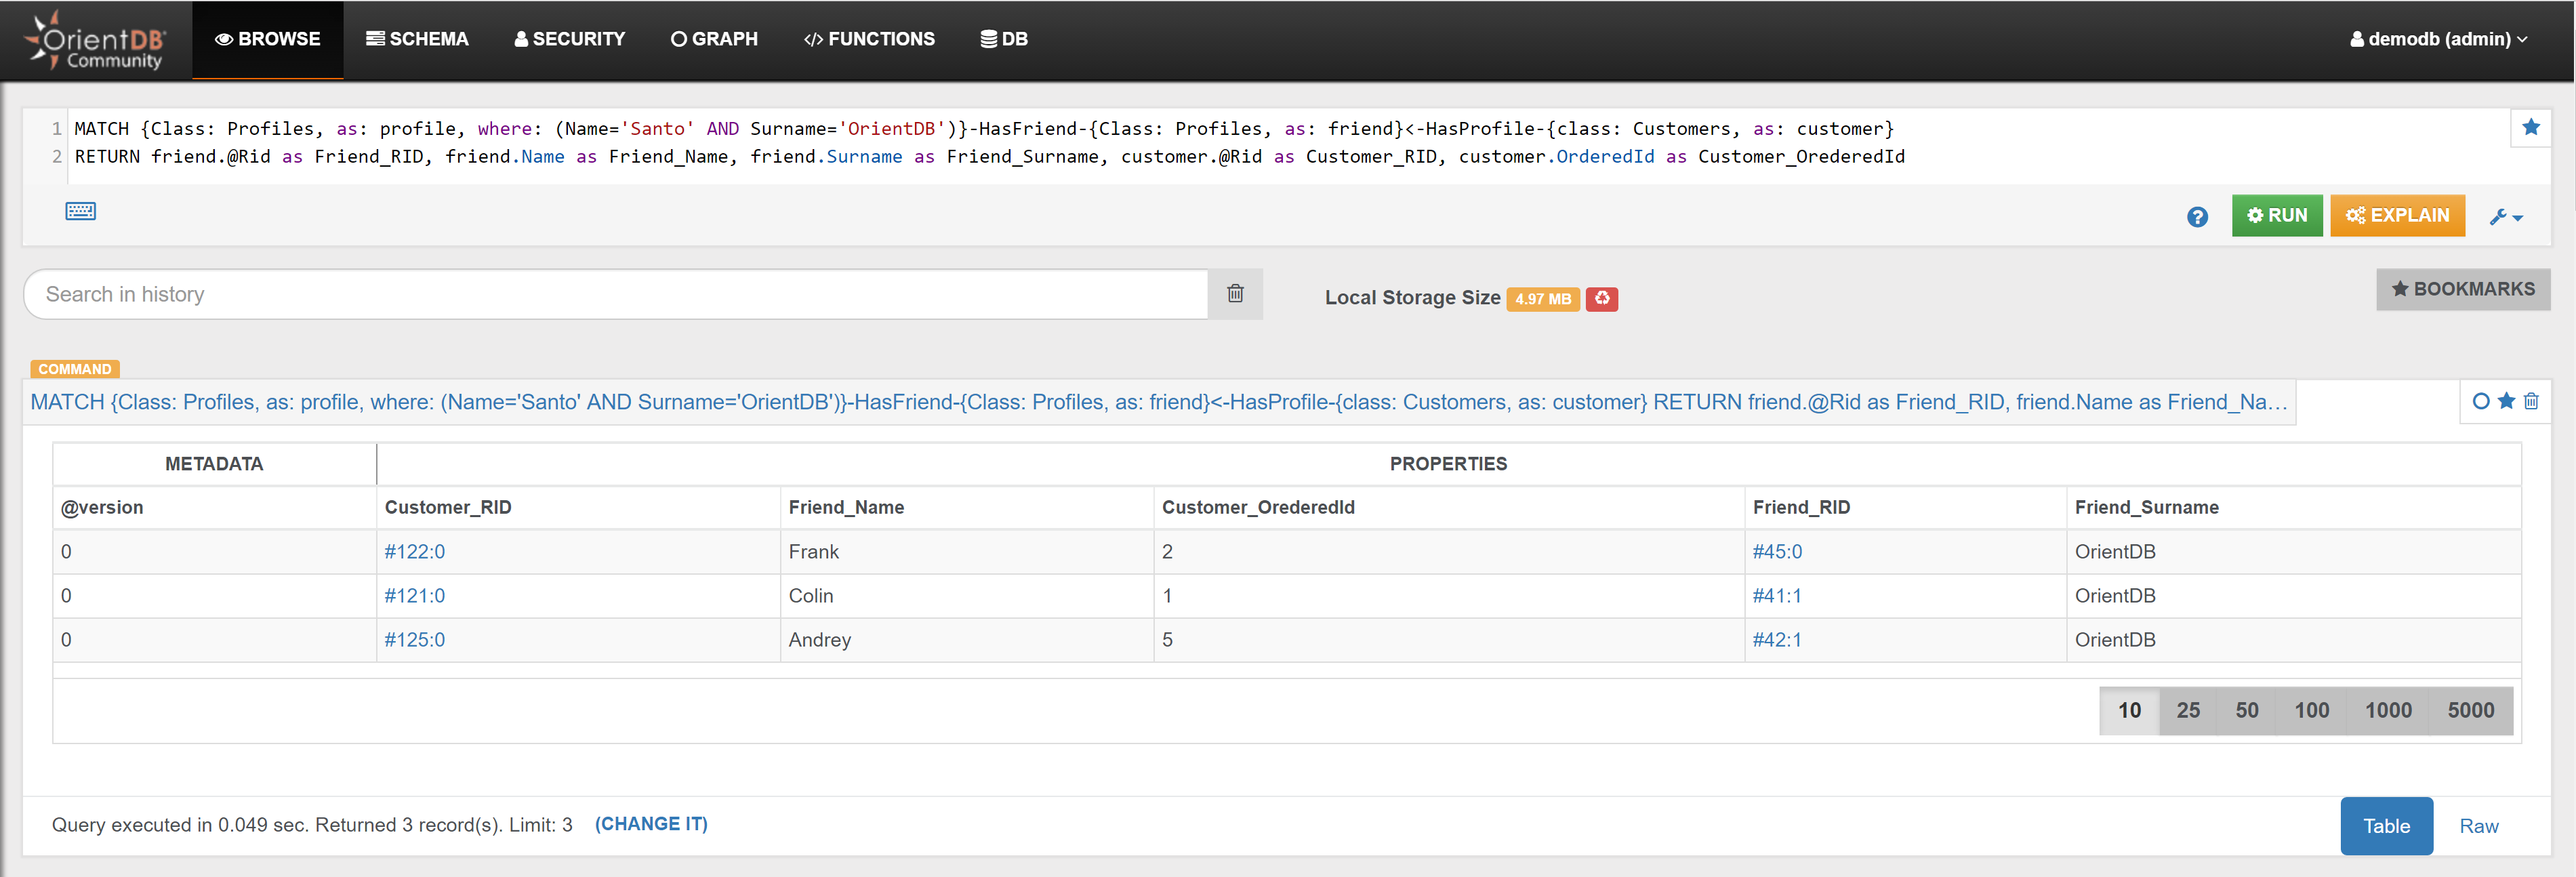 OrientDB
Community
BROWSE SCHEMA SECURITY GRAPH FUNCTIONS DB demodb (admin)
1 MATCH {Class: Profiles, as: profile, where: (Name='Santo' AND Surname='OrientDB')}-HasFriend-{Class: Profiles, as: friend}<-HasProfile-{class: Customers, as: customer}
2 RETURN friend.@Rid as Friend_RID, friend.Name as Friend_Name, friend.Surname as Friend_Surname, customer.@Rid as Customer_RID, customer.OrderedId as Customer_OrederedId
? RUN EXPLAIN
Search in history Local Storage Size 4.97 MB BOOKMARKS
COMMAND
MATCH {Class: Profiles, as: profile, where: (Name='Santo' AND Surname='OrientDB')}-HasFriend-{Class: Profiles, as: friend}<-HasProfile-{class: Customers, as: customer} RETURN friend.@Rid as Friend_RID, friend.Name as Friend_Na...
METADATA PROPERTIES
@version Customer_RID Friend_Name Customer_OrederedId Friend_RID Friend_Surname
0 #122:0 Frank 2 #45:0 OrientDB
0 #121:0 Colin 1 #41:1 OrientDB
0 #125:0 Andrey 5 #42:1 OrientDB
10 25 50 100 1000 5000
Query executed in 0.049 sec. Returned 3 record(s). Limit: 3 (CHANGE IT) Table Raw